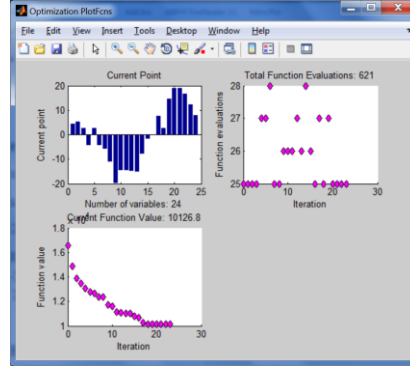 Optimization PlotFcns
File Edit View Insert Tools Desktop Window Help
Current Point
Current point
20
10
0
-10
-20
0 5 10 15 20 25
Number of variables: 24
Total Function Evaluations: 621
Function evaluations
28
27
26
25
0 10 20 30
Iteration
Current Function Value: 10126.8
Function value
1.8
1.6
1.4
1.2
1
0 10 20 30
Iteration